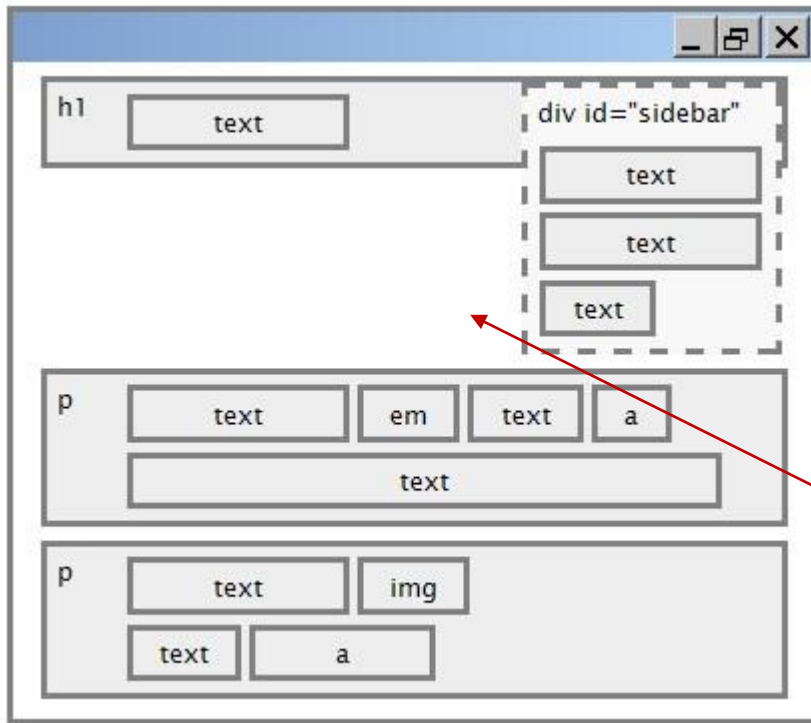 h1 text
div id="sidebar"
text
text
text
p text em text a
text
p text img
text a